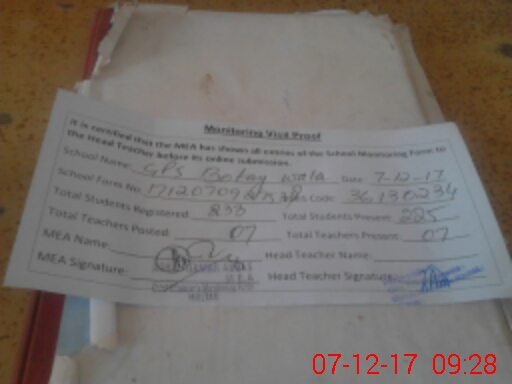 Monitoring Visit Proof
It is certified that the MEA has shown all entries of the School Monitoring Form to
the Head Teacher before its online submission.
School Name: GPS Botay wala Date 7-12-17
School Form No. Code: 36130234
Total Students Registered: 233 Total Students Present: 225
Total Teachers Posted: 07 Total Teachers Present: 07
MEA Name: Head Teacher Name:
MEA Signature: Head Teacher Signature:
07-12-17 09:28